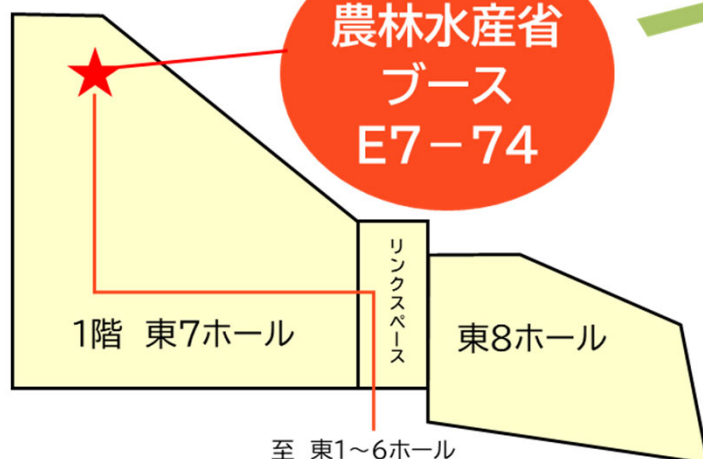 農林水産省
ブース
E7－74
リンクスペース
1階 東7ホール
東8ホール
至 東1～6ホール